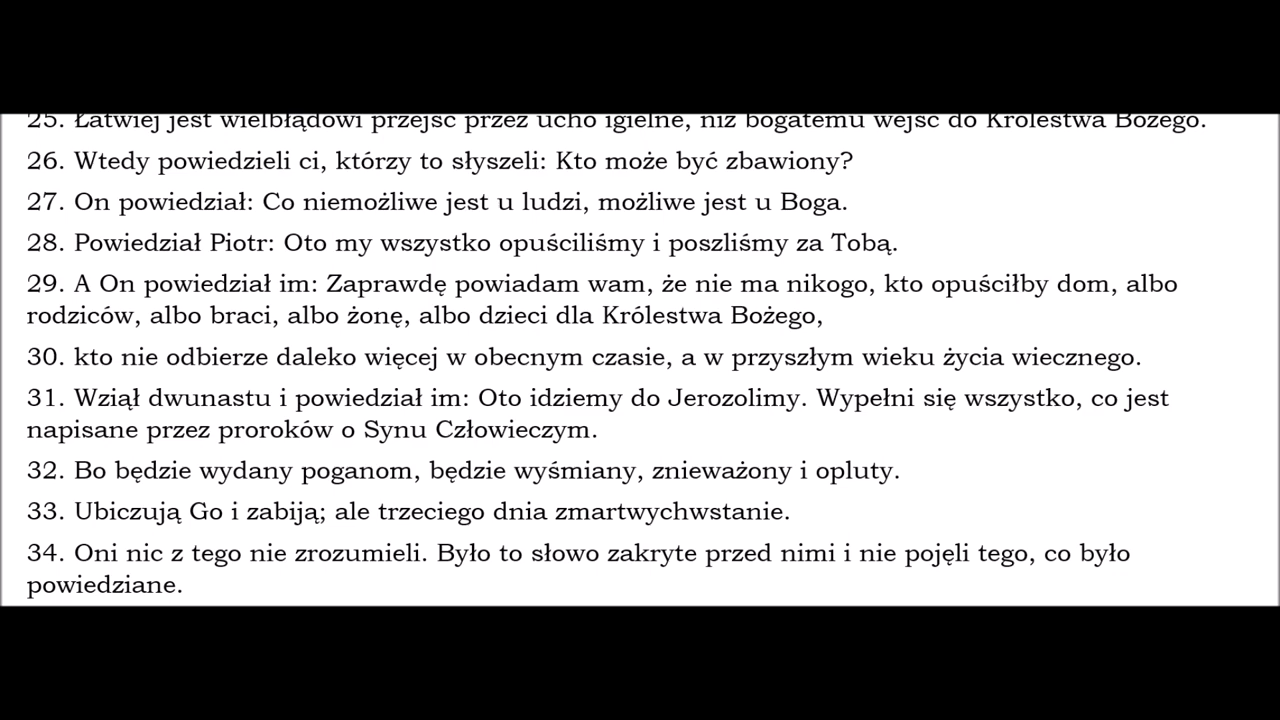 25. Łatwiej jest wielbłądowi przejść przez ucho igielne, niż bogatemu wejść do Królestwa Bożego.
26. Wtedy powiedzieli ci, którzy to słyszeli: Kto może być zbawiony?
27. On powiedział: Co niemożliwe jest u ludzi, możliwe jest u Boga.
28. Powiedział Piotr: Oto my wszystko opuściliśmy i poszliśmy za Tobą.
29. A On powiedział im: Zaprawdę powiadam wam, że nie ma nikogo, kto opuściłby dom, albo
rodziców, albo braci, albo żonę, albo dzieci dla Królestwa Bożego,
30. kto nie odbierze daleko więcej w obecnym czasie, a w przyszłym wieku życia wiecznego.
31. Wziął dwunastu i powiedział im: Oto idziemy do Jerozolimy. Wypełni się wszystko, co jest
napisane przez proroków o Synu Człowieczym.
32. Bo będzie wydany poganom, będzie wyśmiany, znieważony i opluty.
33. Ubiczują Go i zabiją; ale trzeciego dnia zmartwychwstanie.
34. Oni nic z tego nie zrozumieli. Było to słowo zakryte przed nimi i nie pojęli tego, co było
powiedziane.